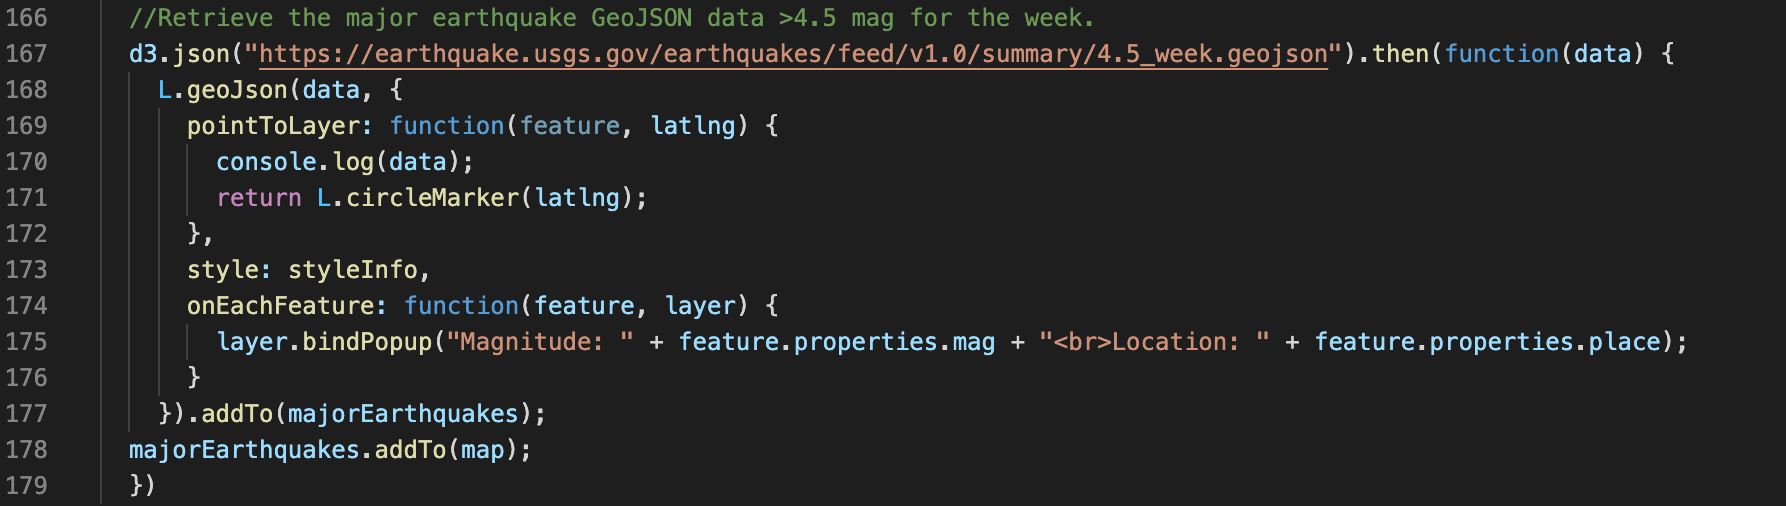 166 //Retrieve the major earthquake GeoJSON data >4.5 mag for the week.
167 d3.json("https://earthquake.usgs.gov/earthquakes/feed/v1.0/summary/4.5_week.geojson").then(function(data) {
168   L.geoJson(data, {
169     pointToLayer: function(feature, latlng) {
170       console.log(data);
171       return L.circleMarker(latlng);
172     },
173     style: styleInfo,
174     onEachFeature: function(feature, layer) {
175       layer.bindPopup("Magnitude: " + feature.properties.mag + "<br>Location: " + feature.properties.place);
176     }
177   }).addTo(majorEarthquakes);
178 majorEarthquakes.addTo(map);
179 })